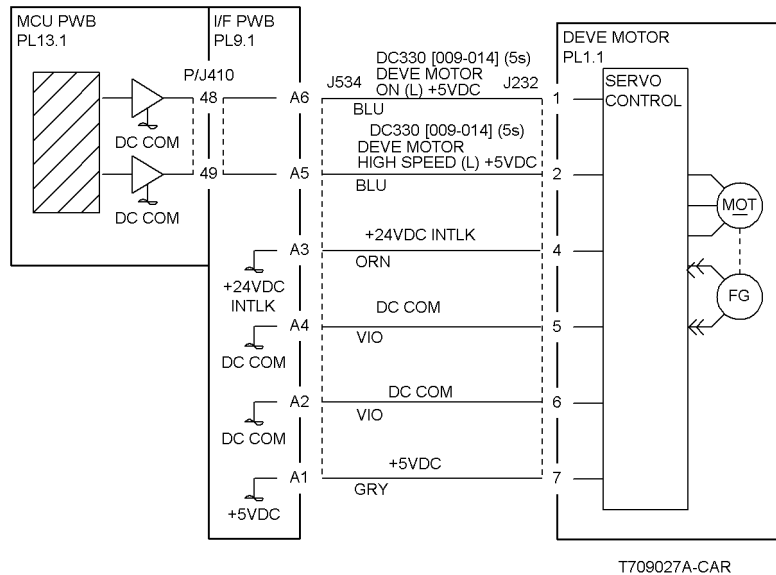 MCU PWB
PL13.1
I/F PWB
PL9.1
P/J410
48
49
DC COM
DC COM
A6
A5
A3
A4
A2
A1
+24VDC
INTLK
DC COM
DC COM
+5VDC
J534
J232
DC330 [009-014] (5s)
DEVE MOTOR
ON (L) +5VDC
BLU
DC330 [009-014] (5s)
DEVE MOTOR
HIGH SPEED (L) +5VDC
BLU
+24VDC INTLK
ORN
DC COM
VIO
DC COM
VIO
+5VDC
GRY
DEVE MOTOR
PL1.1
1
2
4
5
6
7
SERVO
CONTROL
MOT
FG
T709027A-CAR